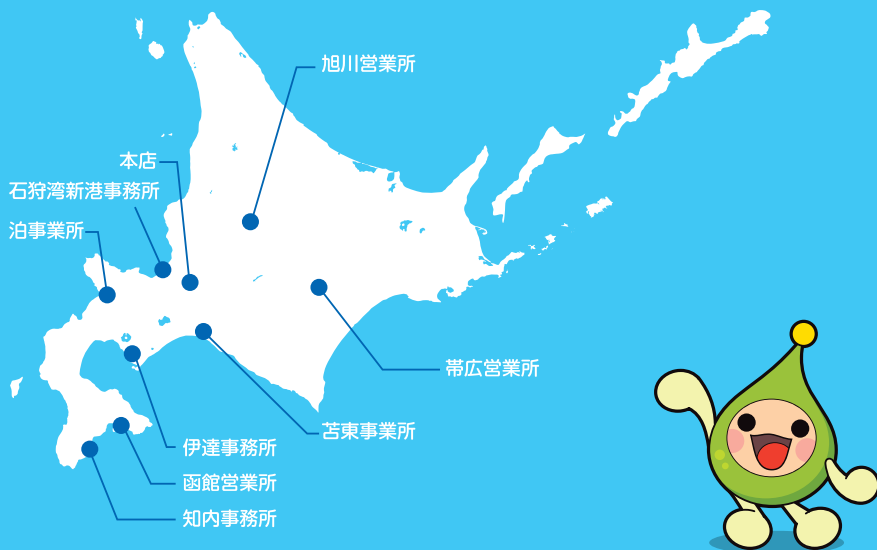 旭川営業所
本店
石狩湾新港事務所
泊事業所
帯広営業所
苫東事業所
伊達事務所
函館営業所
知内事務所